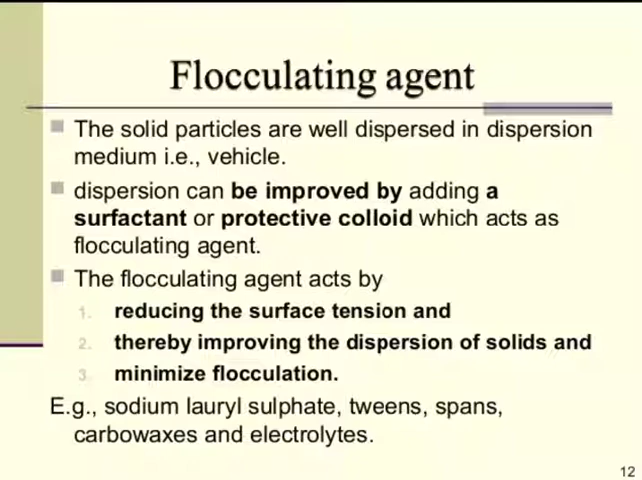 Flocculating agent
The solid particles are well dispersed in dispersion
medium i.e., vehicle.
dispersion can be improved by adding a
surfactant or protective colloid which acts as
flocculating agent.
The flocculating agent acts by
1. reducing the surface tension and
2. thereby improving the dispersion of solids and
3. minimize flocculation.
E.g., sodium lauryl sulphate, tweens, spans,
carbowaxes and electrolytes.
12